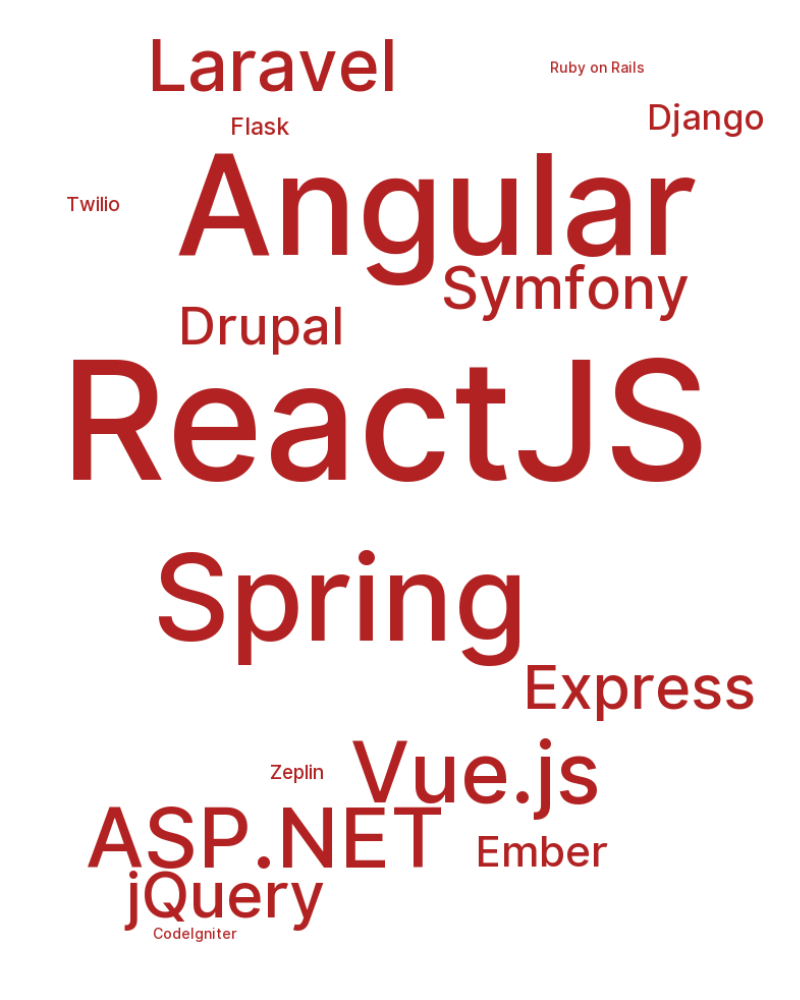 Laravel
Ruby on Rails
Django
Flask
Angular
Twilio
Symfony
Drupal
ReactJS
Spring
Express
Vue.js
Zeplin
ASP.NET
Ember
jQuery
CodeIgniter